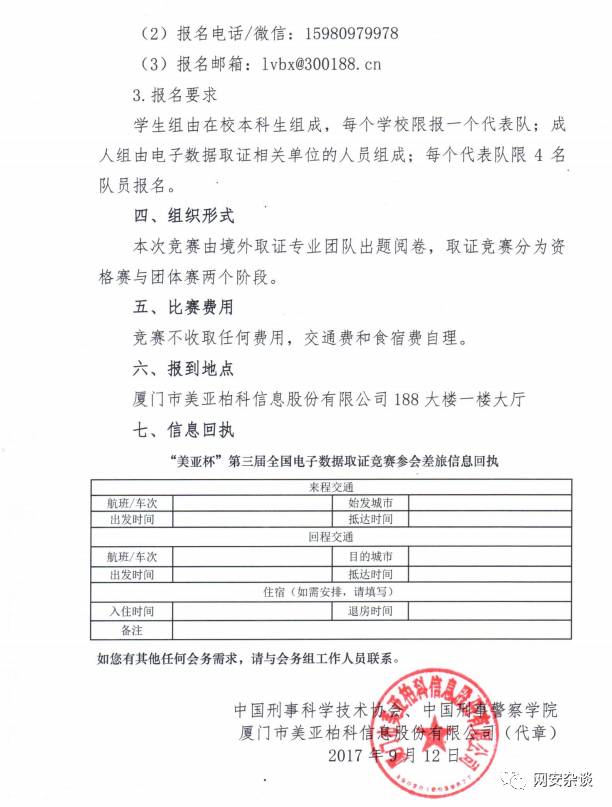 （2）报名电话/微信：15980979978
（3）报名邮箱：lvbx@300188.cn
3.报名要求
学生组由在校本科生组成，每个学校限报一个代表队；成
人组由电子数据取证相关单位的人员组成；每个代表队限 4 名
队员报名。
四、组织形式
本次竞赛由境外取证专业团队出题阅卷，取证竞赛分为资
格赛与团体赛两个阶段。
五、比赛费用
竞赛不收取任何费用，交通费和食宿费自理。
六、报到地点
厦门市美亚柏科信息股份有限公司 188 大楼一楼大厅
七、信息回执
“美亚杯”第三届全国电子数据取证竞赛参会差旅信息回执
来程交通
航班/车次 始发城市
出发时间 抵达时间
回程交通
航班/车次 目的城市
出发时间 抵达时间
住宿（如需安排，请填写）
入住时间 退房时间
备注
如您有其他任何会务需求，请与会务组工作人员联系。
中国刑事科学技术协会、中国刑事警察学院
厦门市美亚柏科信息股份有限公司（代章）
2017 年 9 月 12 日
厦门市美亚柏科信息股份有限公司
网安杂谈